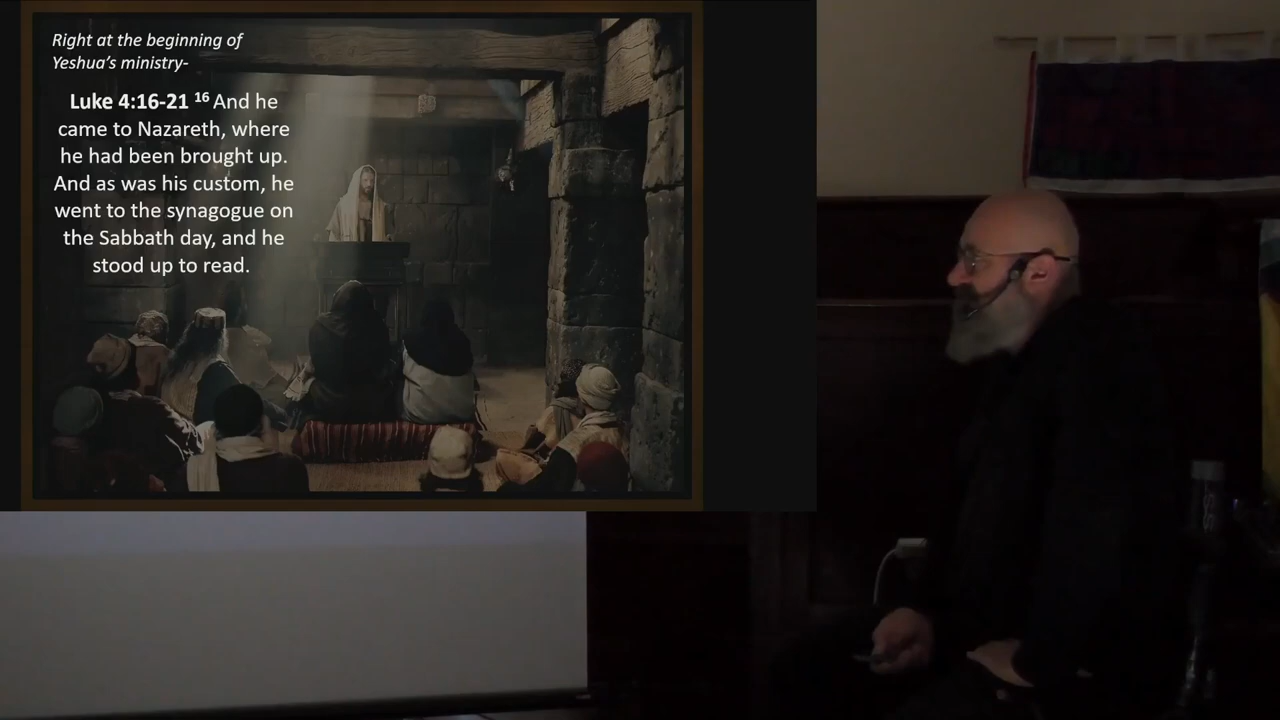 Right at the beginning of
Yeshua's ministry-
Luke 4:16-21 ¹⁶ And he
came to Nazareth, where
he had been brought up.
And as was his custom, he
went to the synagogue on
the Sabbath day, and he
stood up to read.